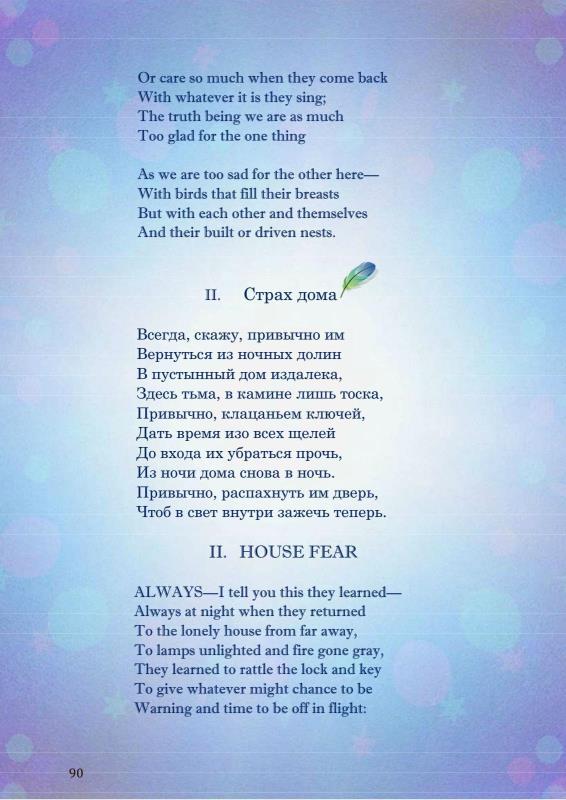 Or care so much when they come back
With whatever it is they sing;
The truth being we are as much
Too glad for the one thing
As we are too sad for the other here—
With birds that fill their breasts
But with each other and themselves
And their built or driven nests.
II. Страх дома
Всегда, скажу, привычно им
Вернуться из ночных долин
В пустынный дом издалека,
Здесь тьма, в камине лишь тоска,
Привычно, клацаньем ключей,
Дать время изо всех щелей
До входа их убраться прочь,
Из ночи дома снова в ночь.
Привычно, распахнуть им дверь,
Чтоб в свет внутри зажечь теперь.
II. HOUSE FEAR
ALWAYS—I tell you this they learned—
Always at night when they returned
To the lonely house from far away,
To lamps unlighted and fire gone gray,
They learned to rattle the lock and key
To give whatever might chance to be
Warning and time to be off in flight:
90